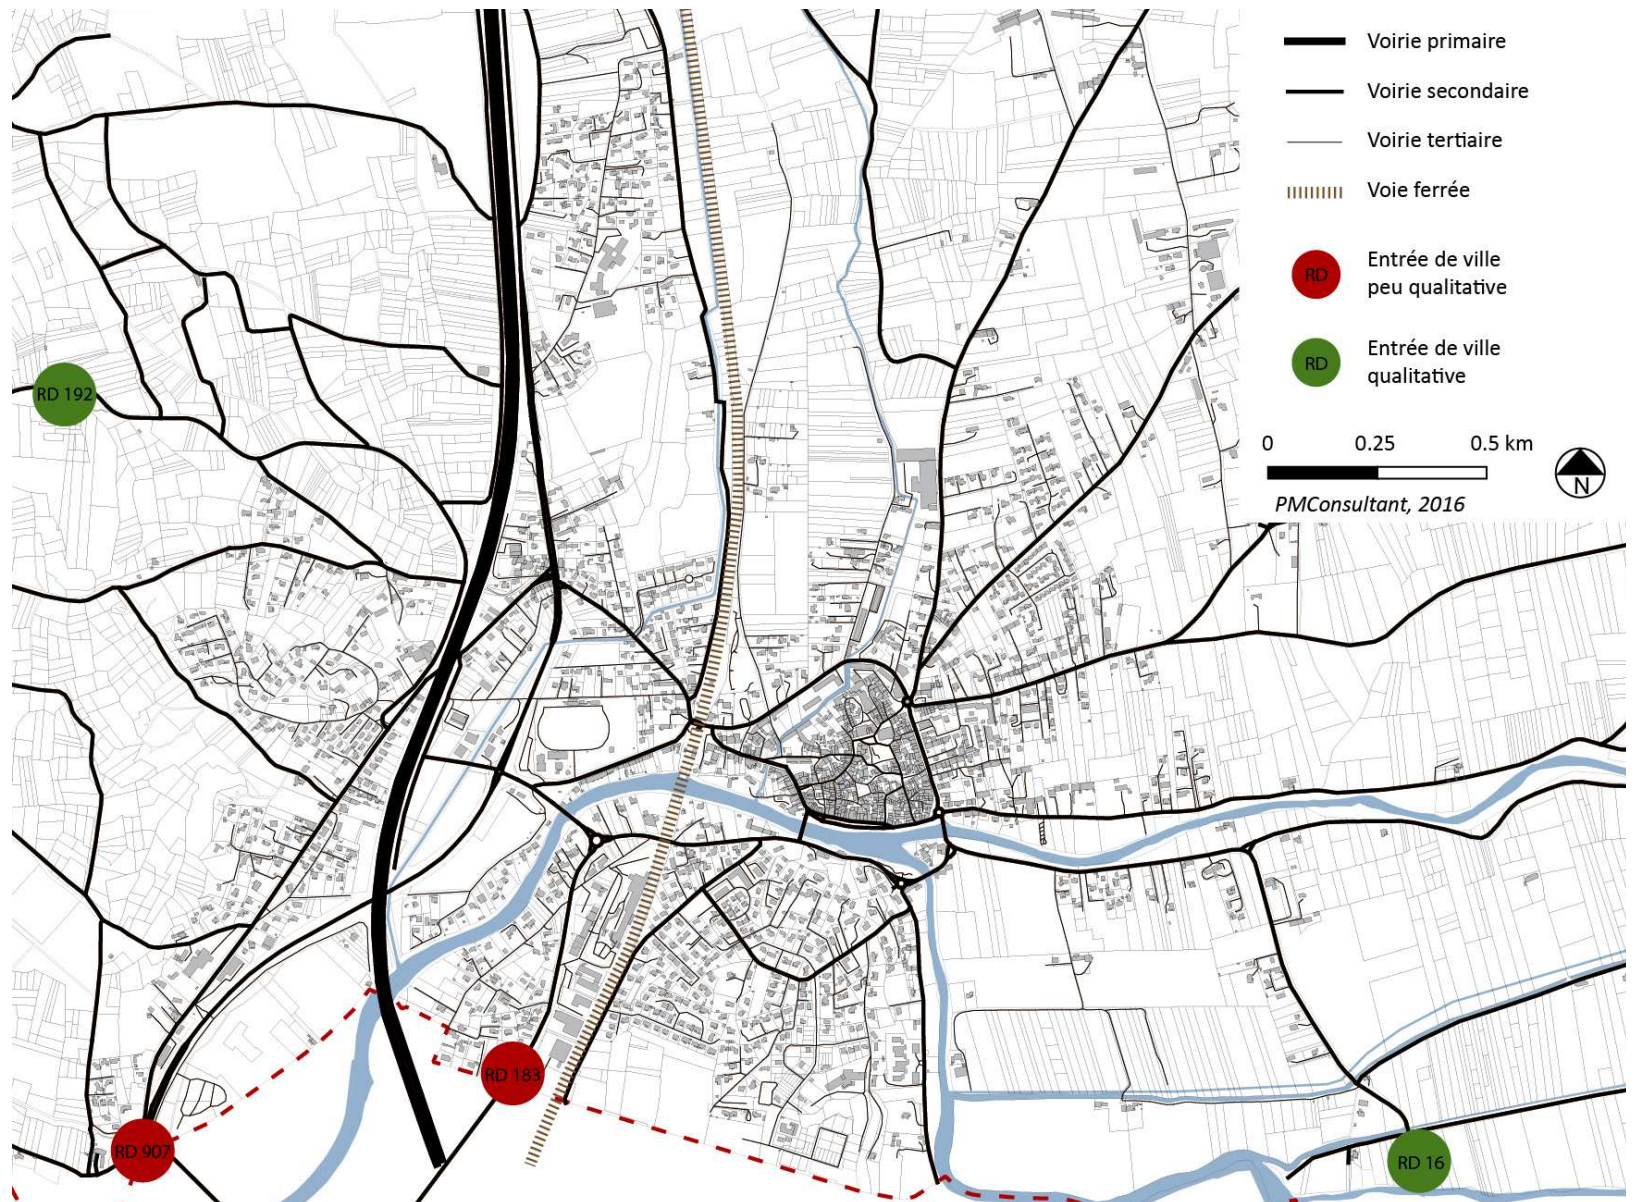 Voirie primaire
Voirie secondaire
Voirie tertiaire
Voie ferrée
RD
Entrée de ville
peu qualitative
RD
Entrée de ville
qualitative
0 0.25 0.5 km
N
PMConsultant, 2016
RD 192
RD 183
RD 907
RD 16